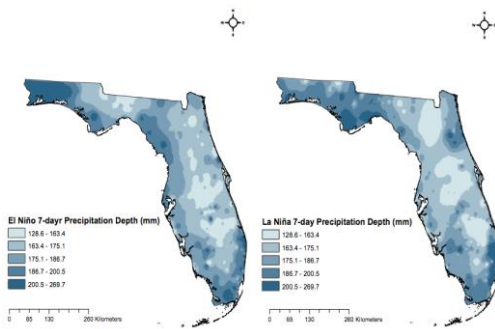 N
W E
S
El Niño 7-dayr Precipitation Depth (mm)
128.6 - 163.4
163.4 - 175.1
175.1 - 186.7
186.7 - 200.5
200.5 - 269.7
0 65 130 260 Kilometers
N
W E
S
La Niña 7-day Precipitation Depth (mm)
128.6 - 163.4
163.4 - 175.1
175.1 - 186.7
186.7 - 200.5
200.5 - 269.7
0 65 130 260 Kilometers